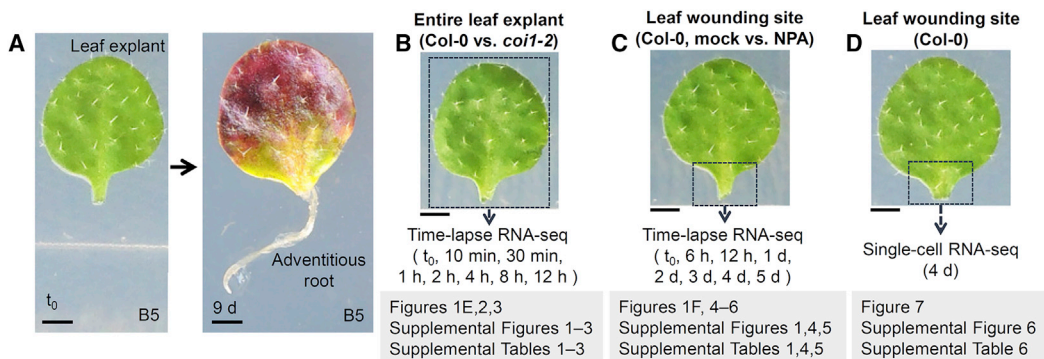 A
Leaf explant
t0
B5
Adventitious
root
9 d
B5
B
Entire leaf explant
(Col-0 vs. coi1-2)
Time-lapse RNA-seq
( t0, 10 min, 30 min,
1 h, 2 h, 4 h, 8 h, 12 h )
Figures 1E,2,3
Supplemental Figures 1–3
Supplemental Tables 1–3
C
Leaf wounding site
(Col-0, mock vs. NPA)
Time-lapse RNA-seq
( t0, 6 h, 12 h, 1 d,
2 d, 3 d, 4 d, 5 d )
Figures 1F, 4–6
Supplemental Figures 1,4,5
Supplemental Tables 1,4,5
D
Leaf wounding site
(Col-0)
Single-cell RNA-seq
(4 d)
Figure 7
Supplemental Figure 6
Supplemental Table 6